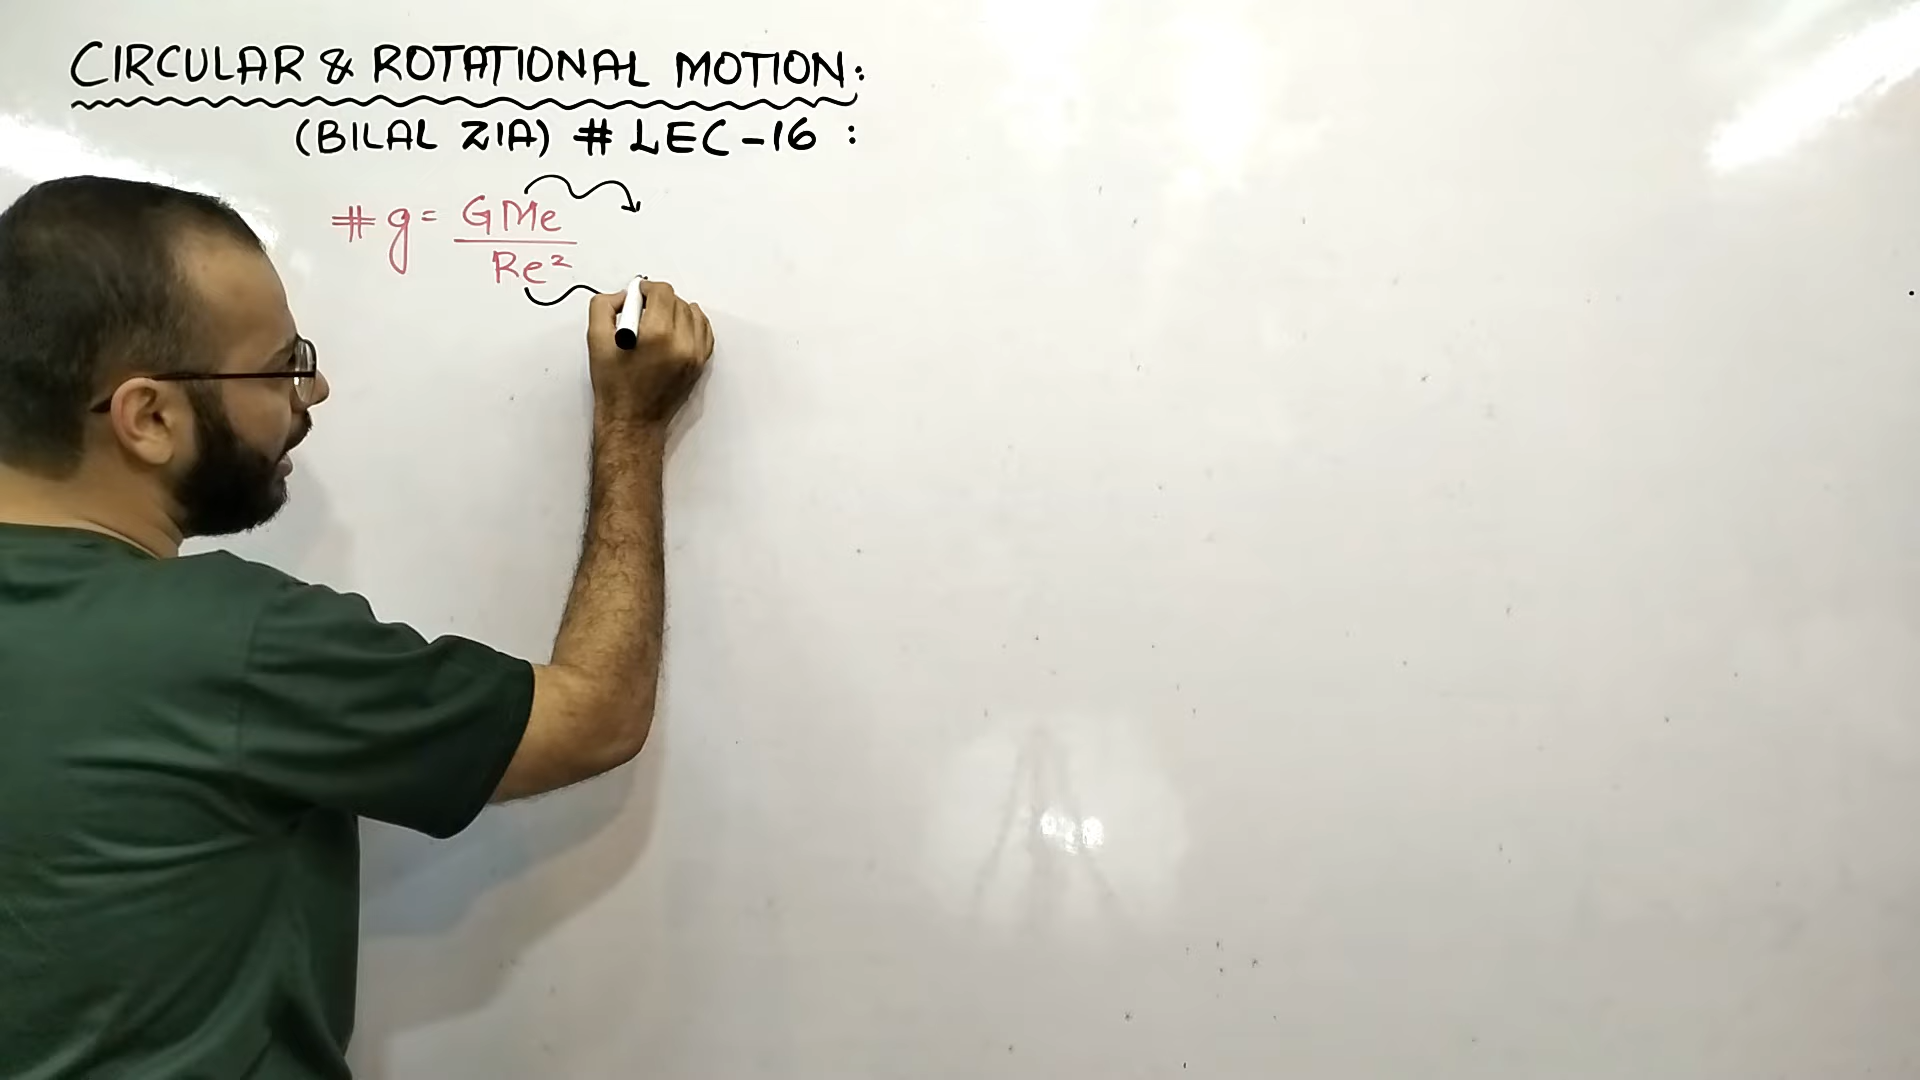 CIRCULAR & ROTATIONAL MOTION:
(BILAL ZIA) # LEC-16 :
# g = GMe
Re²